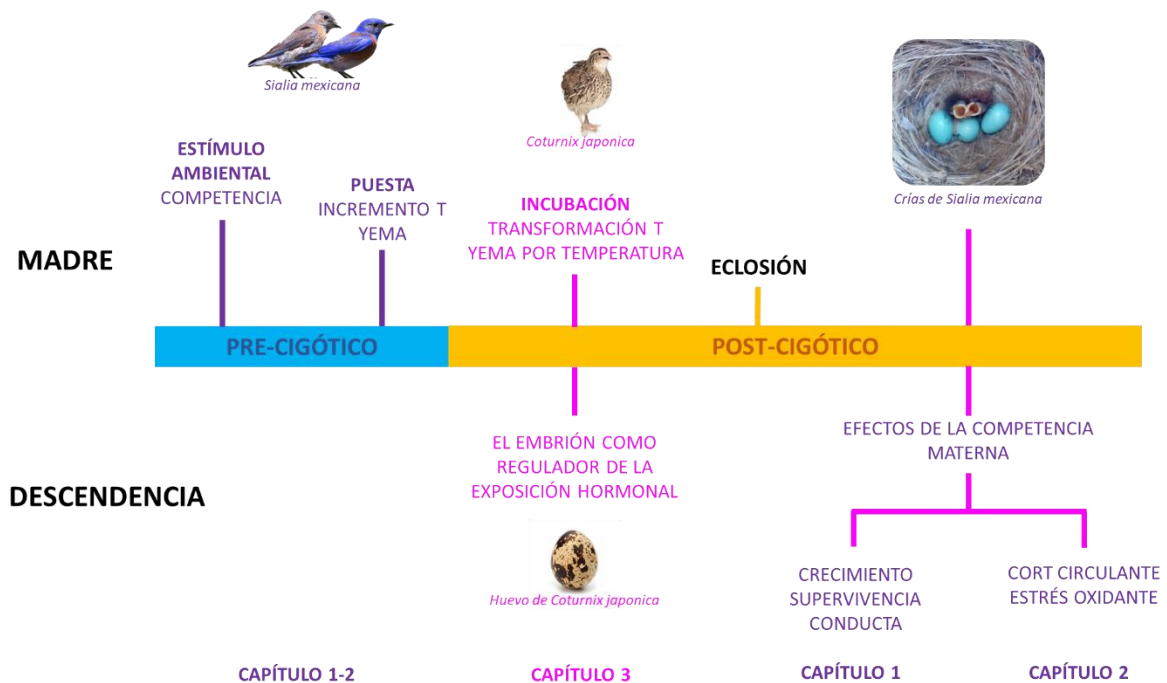 Sialia mexicana
Coturnix japonica
Crías de Sialia mexicana
ESTÍMULO
AMBIENTAL
COMPETENCIA
PUESTA
INCREMENTO T
YEMA
INCUBACIÓN
TRANSFORMACIÓN T
YEMA POR TEMPERATURA
MADRE
ECLOSIÓN
PRE-CIGÓTICO
POST-CIGÓTICO
EL EMBRIÓN COMO
REGULADOR DE LA
EXPOSICIÓN HORMONAL
EFECTOS DE LA COMPETENCIA
MATERNA
DESCENDENCIA
Huevo de Coturnix japonica
CRECIMIENTO
SUPERVIVENCIA
CONDUCTA
CORT CIRCULANTE
ESTRÉS OXIDANTE
CAPÍTULO 1-2
CAPÍTULO 3
CAPÍTULO 1
CAPÍTULO 2